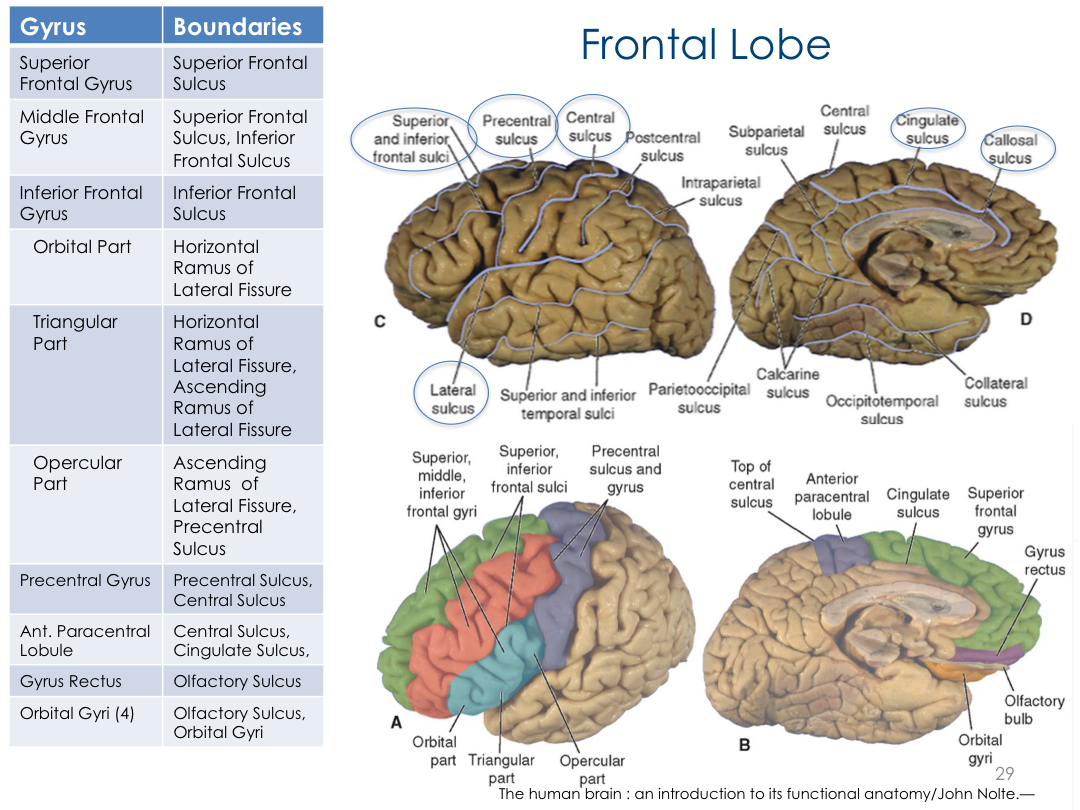 Gyrus Boundaries
Superior Superior Frontal
Frontal Gyrus Sulcus
Middle Frontal Superior Frontal
Gyrus Sulcus, Inferior
Frontal Sulcus
Inferior Frontal Inferior Frontal
Gyrus Sulcus
Orbital Part Horizontal
Ramus of
Lateral Fissure
Triangular Horizontal
Part Ramus of
Lateral Fissure,
Ascending
Ramus of
Lateral Fissure
Opercular Ascending
Part Ramus of
Lateral Fissure,
Precentral
Sulcus
Precentral Gyrus Precentral Sulcus,
Central Sulcus
Ant. Paracentral Central Sulcus,
Lobule Cingulate Sulcus,
Gyrus Rectus Olfactory Sulcus
Orbital Gyri (4) Olfactory Sulcus,
Orbital Gyri
Frontal Lobe
Superior
and inferior
frontal sulci
Precentral
sulcus
Central
sulcus
Postcentral
sulcus
Intraparietal
sulcus
C
Lateral
sulcus
Superior and inferior
temporal sulci
Subparietal
sulcus
Central
sulcus
Cingulate
sulcus
Callosal
sulcus
D
Parietooccipital
sulcus
Calcarine
sulcus
Occipitotemporal
sulcus
Collateral
sulcus
Superior,
middle,
inferior
frontal gyri
Superior,
inferior
frontal sulci
Precentral
sulcus and
gyrus
A
Orbital
part
Triangular
part
Opercular
part
Top of
central
sulcus
Anterior
paracentral
lobule
Cingulate
sulcus
Superior
frontal
gyrus
Gyrus
rectus
Olfactory
bulb
Orbital
gyri
B
29
The human brain : an introduction to its functional anatomy/John Nolte.—